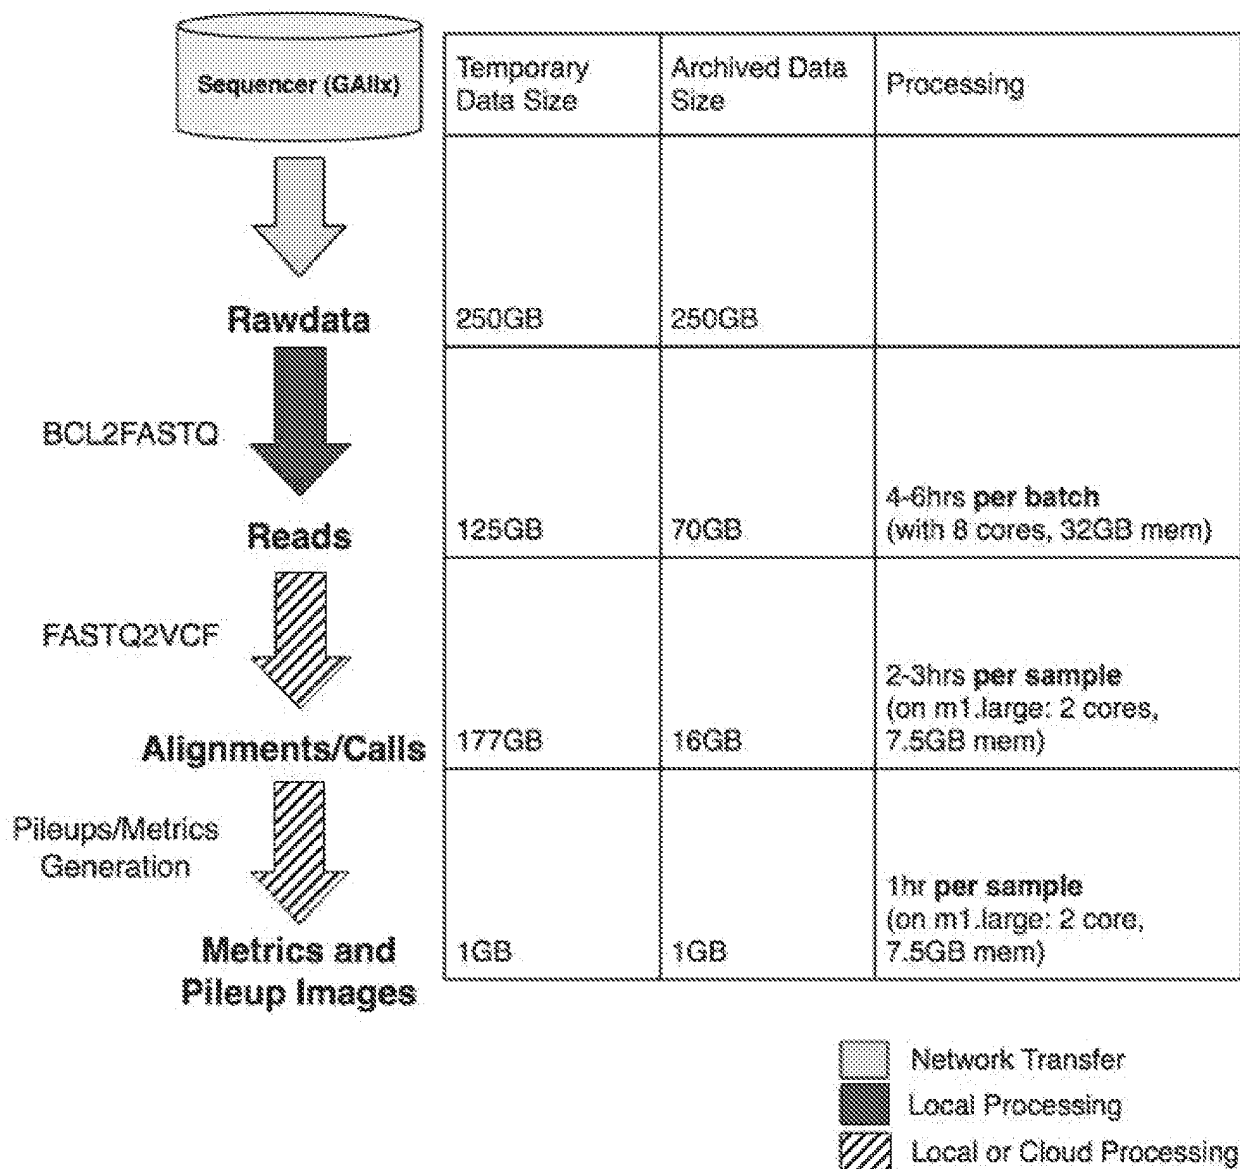 Sequencer (GAIIx)
Temporary
Data Size
Archived Data
Size
Processing
Rawdata
250GB
250GB
BCL2FASTQ
Reads
125GB
70GB
4-6hrs per batch
(with 8 cores, 32GB mem)
FASTQ2VCF
Alignments/Calls
177GB
16GB
2-3hrs per sample
(on m1.large: 2 cores,
7.5GB mem)
Pileups/Metrics
Generation
Metrics and
Pileup Images
1GB
1GB
1hr per sample
(on m1.large: 2 core,
7.5GB mem)
Network Transfer
Local Processing
Local or Cloud Processing